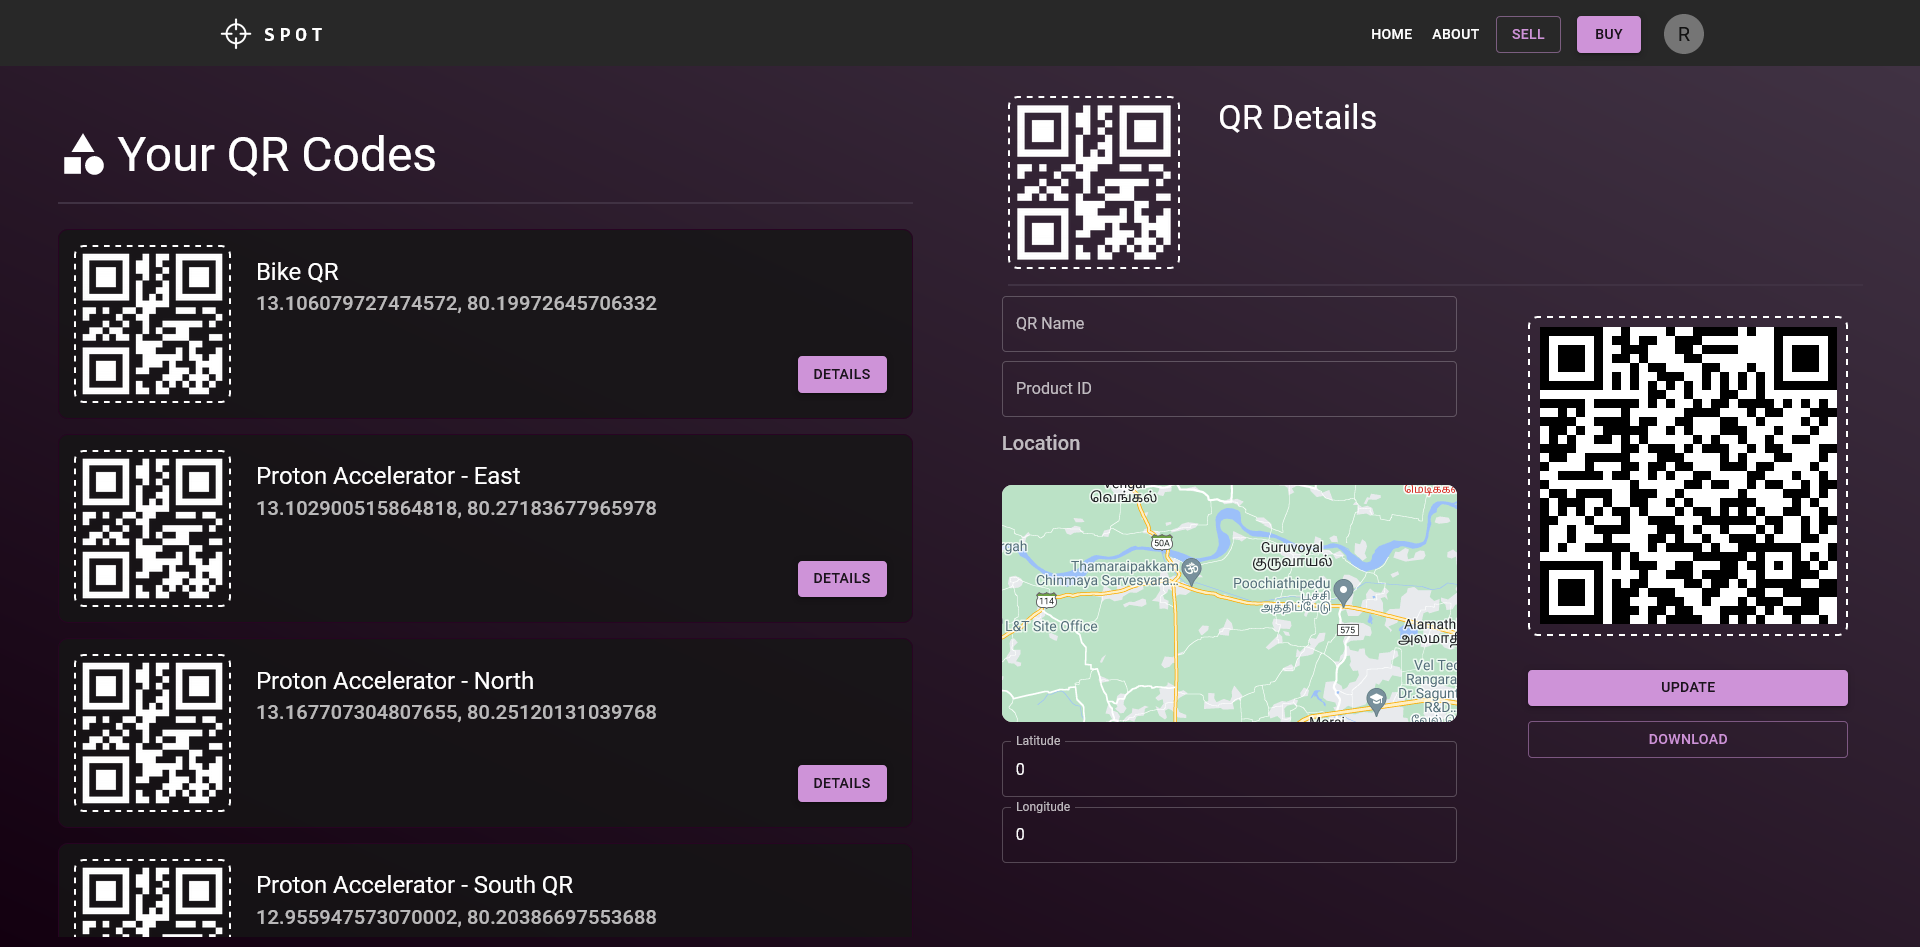 SPOT
HOME
ABOUT
SELL
BUY
R
Your QR Codes
Bike QR
13.106079727474572, 80.19972645706332
DETAILS
Proton Accelerator - East
13.102900515864818, 80.27183677965978
DETAILS
Proton Accelerator - North
13.167707304807655, 80.25120131039768
DETAILS
Proton Accelerator - South QR
12.955947573070002, 80.20386697553688
QR Details
QR Name
Product ID
Location
வெங்கல்
rgah
50A
Guruvoyal
குருவாயல்
Thamaraipakkam
Chinmaya Sarvesvara...
Poochiathipedu
பூச்சி
அத்திப்பேடு
114
L&T Site Office
575
Alamath
அலமாதி
Vel Tec
Rangara
Dr.Sagunt
R&D...
Morai
Latitude
0
Longitude
0
UPDATE
DOWNLOAD